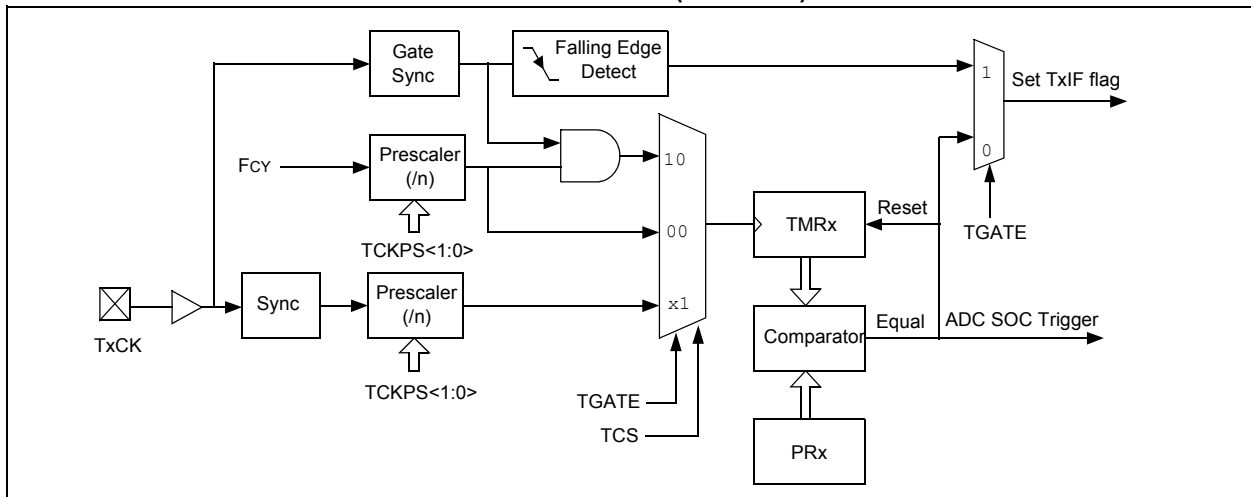 Gate
Sync
Falling Edge
Detect
1
Set TxIF flag
0
TGATE
FCY
Prescaler
(/n)
TCKPS<1:0>
10
00
x1
TMRx
Reset
TxCK
Sync
Prescaler
(/n)
TCKPS<1:0>
Comparator
Equal
ADC SOC Trigger
TGATE
TCS
PRx